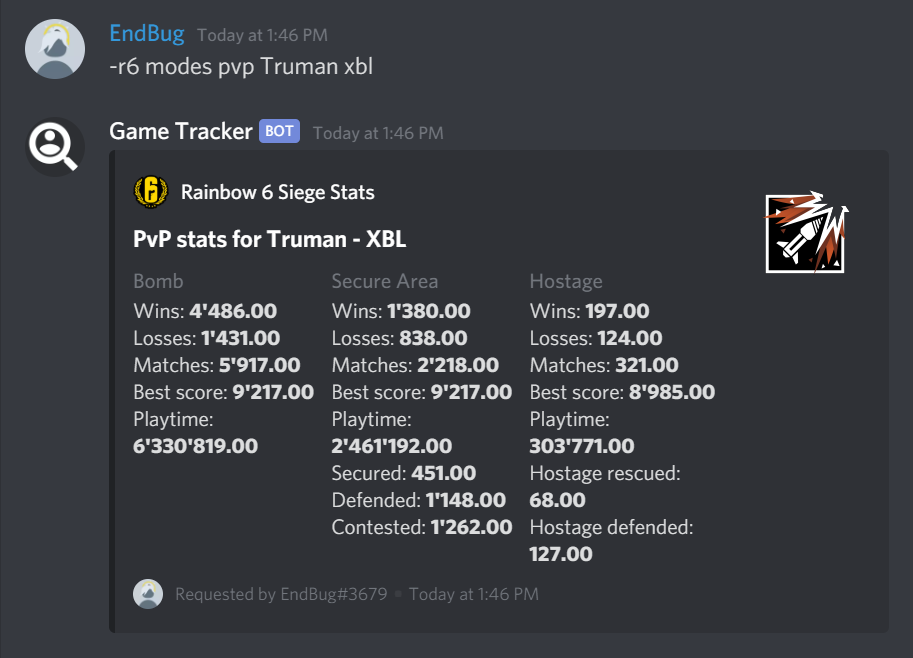 EndBug Today at 1:46 PM
-r6 modes pvp Truman xbl
Game Tracker BOT Today at 1:46 PM
Rainbow 6 Siege Stats
PvP stats for Truman - XBL
Bomb
Wins: 4'486.00
Losses: 1'431.00
Matches: 5'917.00
Best score: 9'217.00
Playtime:
6'330'819.00
Secure Area
Wins: 1'380.00
Losses: 838.00
Matches: 2'218.00
Best score: 9'217.00
Playtime:
2'461'192.00
Secured: 451.00
Defended: 1'148.00
Contested: 1'262.00
Hostage
Wins: 197.00
Losses: 124.00
Matches: 321.00
Best score: 8'985.00
Playtime:
303'771.00
Hostage rescued:
68.00
Hostage defended:
127.00
Requested by EndBug#3679 • Today at 1:46 PM